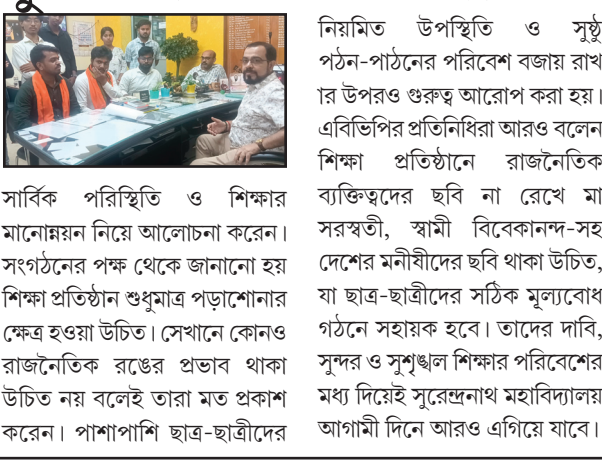 সার্বিক পরিস্থিতি ও শিক্ষার
মানোন্নয়ন নিয়ে আলোচনা করেন।
সংগঠনের পক্ষ থেকে জানানো হয়
শিক্ষা প্রতিষ্ঠান শুধুমাত্র পড়াশোনার
ক্ষেত্র হওয়া উচিত। সেখানে কোনও
রাজনৈতিক রঙের প্রভাব থাকা
উচিত নয় বলেই তারা মত প্রকাশ
করেন। পাশাপাশি ছাত্র-ছাত্রীদের
নিয়মিত উপস্থিতি ও সুষ্ঠু
পঠন-পাঠনের পরিবেশ বজায় রাখ
ার উপরও গুরুত্ব আরোপ করা হয়।
এবিভিপির প্রতিনিধিরা আরও বলেন
শিক্ষা প্রতিষ্ঠানে রাজনৈতিক
ব্যক্তিত্বদের ছবি না রেখে মা
সরস্বতী, স্বামী বিবেকানন্দ-সহ
দেশের মনীষীদের ছবি থাকা উচিত,
যা ছাত্র-ছাত্রীদের সঠিক মূল্যবোধ
গঠনে সহায়ক হবে। তাদের দাবি,
সুন্দর ও সুশৃঙ্খল শিক্ষার পরিবেশের
মধ্য দিয়েই সুরেন্দ্রনাথ মহাবিদ্যালয়
আগামী দিনে আরও এগিয়ে যাবে।